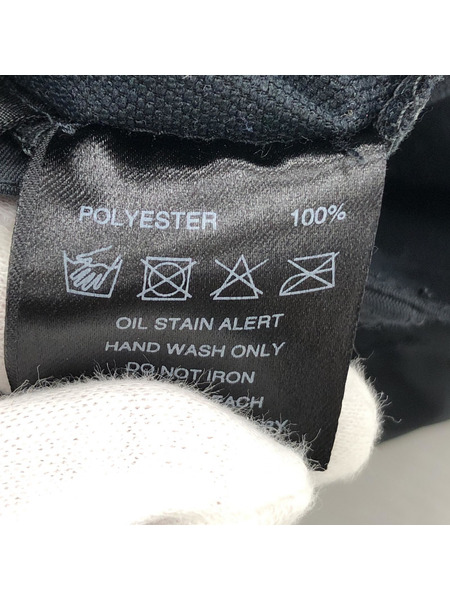 POLYESTER 100%
OIL STAIN ALERT
HAND WASH ONLY
DO NOT IRON